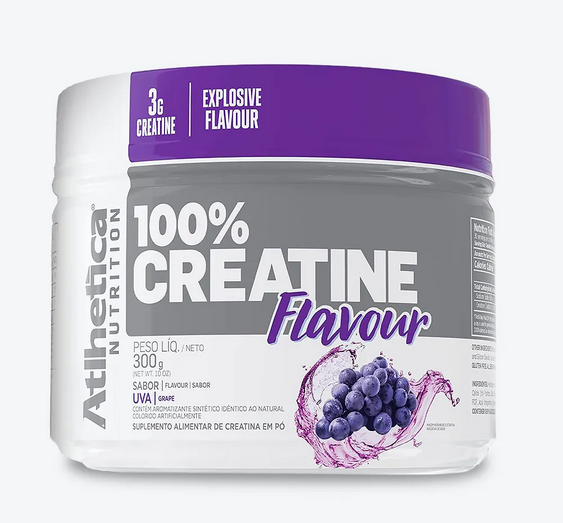 3G
CREATINE
EXPLOSIVE
FLAVOUR
Atlhetica®
NUTRITION
100%
CREATINE
Flavour
PESO LÍQ. / NETO
300g
(NET WT. 10 OZ)
SABOR | FLAVOUR | SABOR
UVA | GRAPE
CONTÉM AROMATIZANTE SINTÉTICO IDÊNTICO AO NATURAL
COLORIDO ARTIFICIALMENTE
SUPLEMENTO ALIMENTAR DE CREATINA EM PÓ
Nutrition